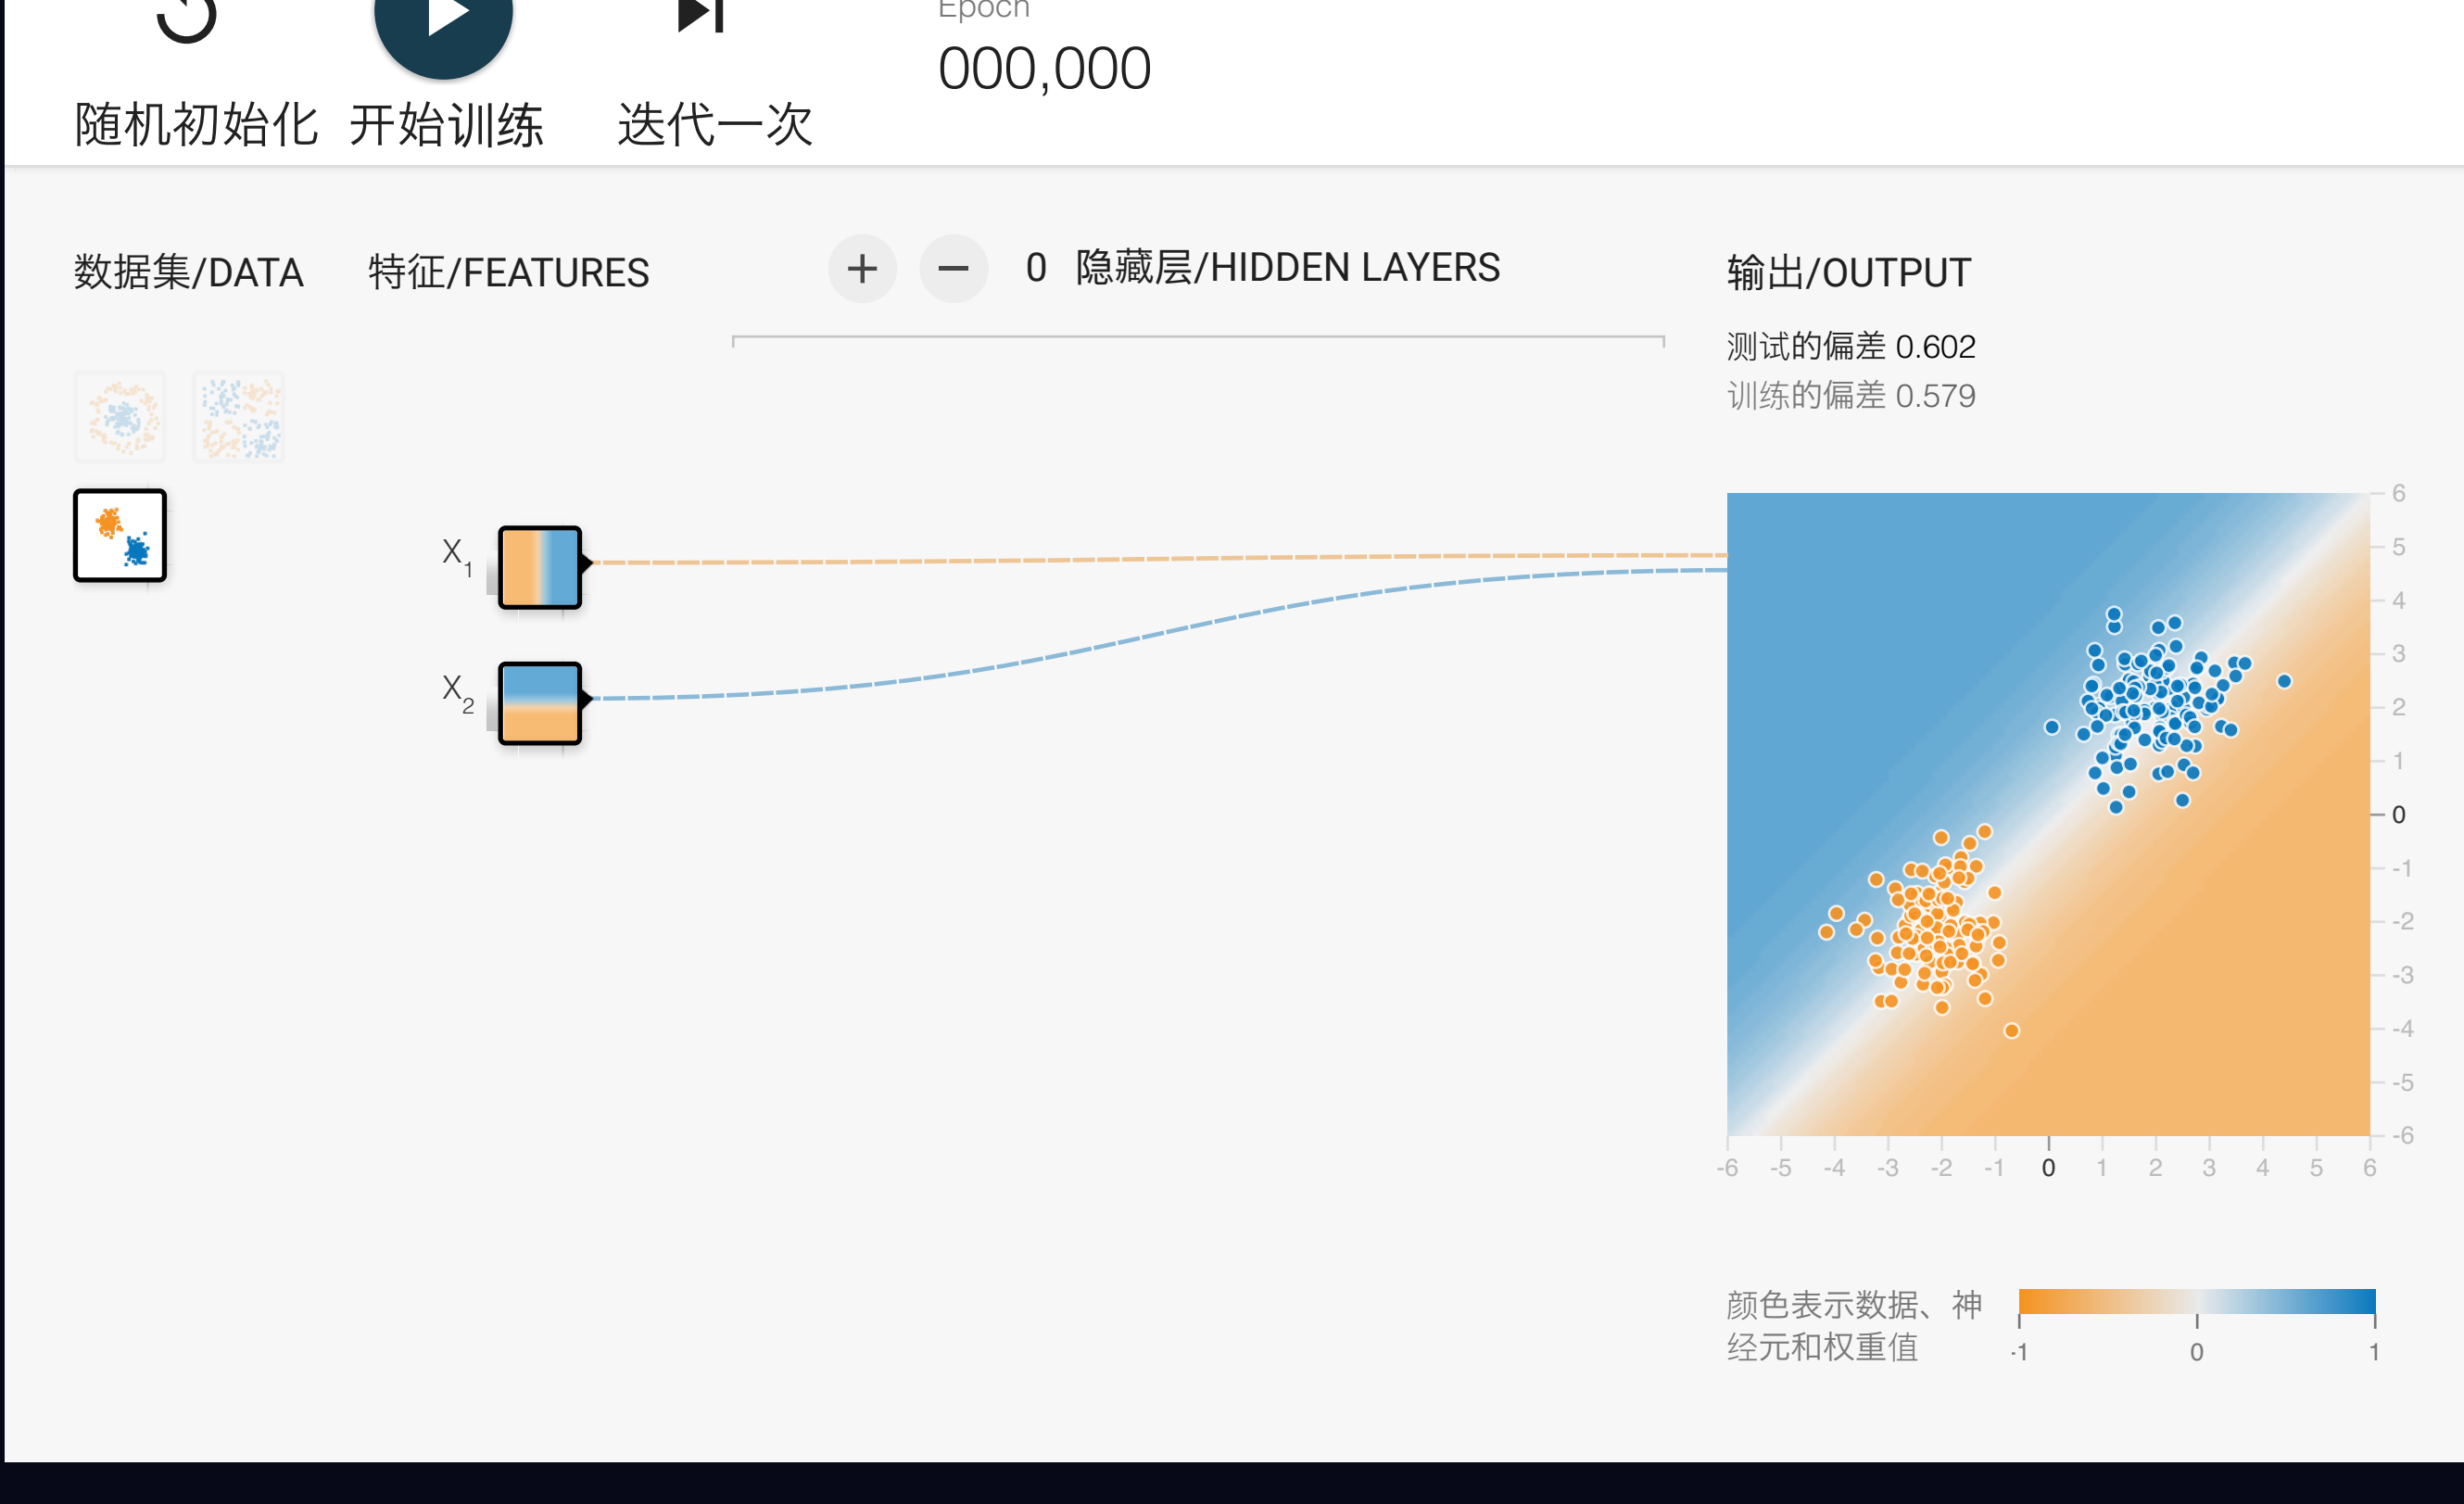 Epoch
000,000
随机初始化 开始训练 迭代一次
数据集/DATA 特征/FEATURES 0 隐藏层/HIDDEN LAYERS 输出/OUTPUT
测试的偏差 0.602
训练的偏差 0.579
X1
X2
6
5
4
3
2
1
0
-1
-2
-3
-4
-5
-6
-6 -5 -4 -3 -2 -1 0 1 2 3 4 5 6
颜色表示数据、神
经元和权重值
-1 0 1